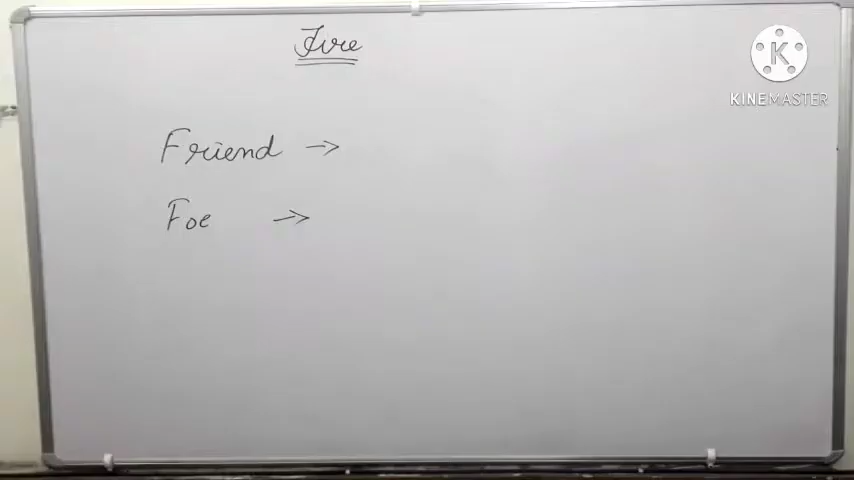 Fire
K
KINEMASTER
Friend →
Foe →